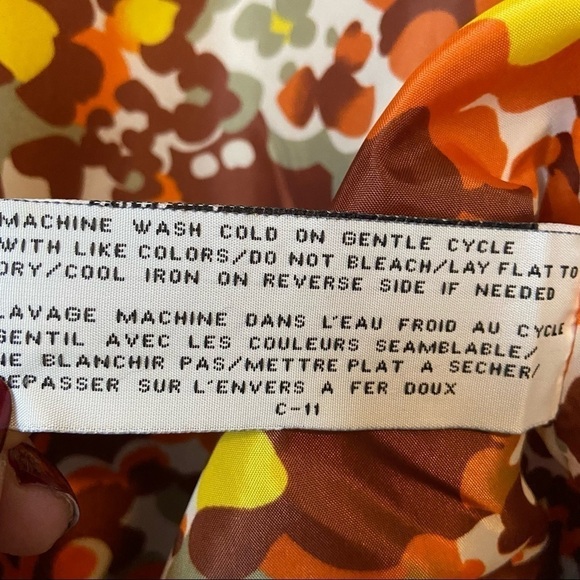 MACHINE WASH COLD ON GENTLE CYCLE
WITH LIKE COLORS/DO NOT BLEACH/LAY FLAT TO
DRY/COOL IRON ON REVERSE SIDE IF NEEDED
LAVAGE MACHINE DANS L'EAU FROID AU CYCLE
GENTIL AVEC LES COULEURS SEAMBLABLE/
NE BLANCHIR PAS/METTRE PLAT A SECHER/
EPASSER SUR L'ENVERS A FER DOUX
C-11